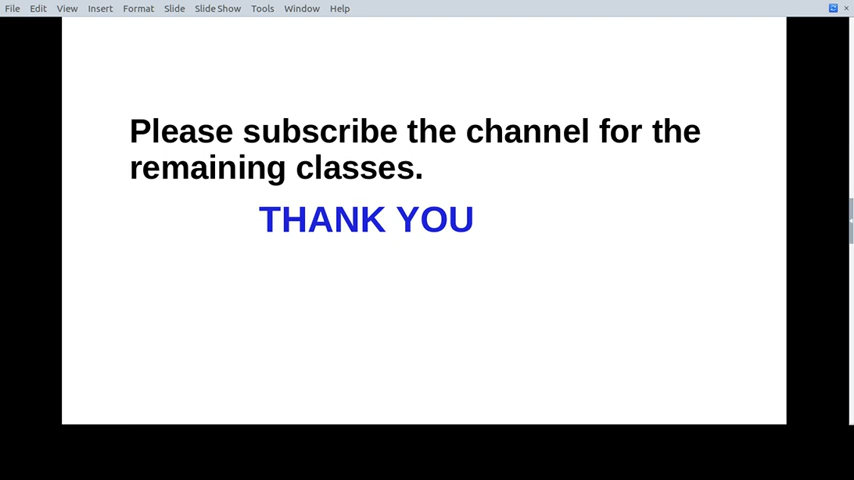 File Edit View Insert Format Slide Slide Show Tools Window Help
Please subscribe the channel for the
remaining classes.
THANK YOU